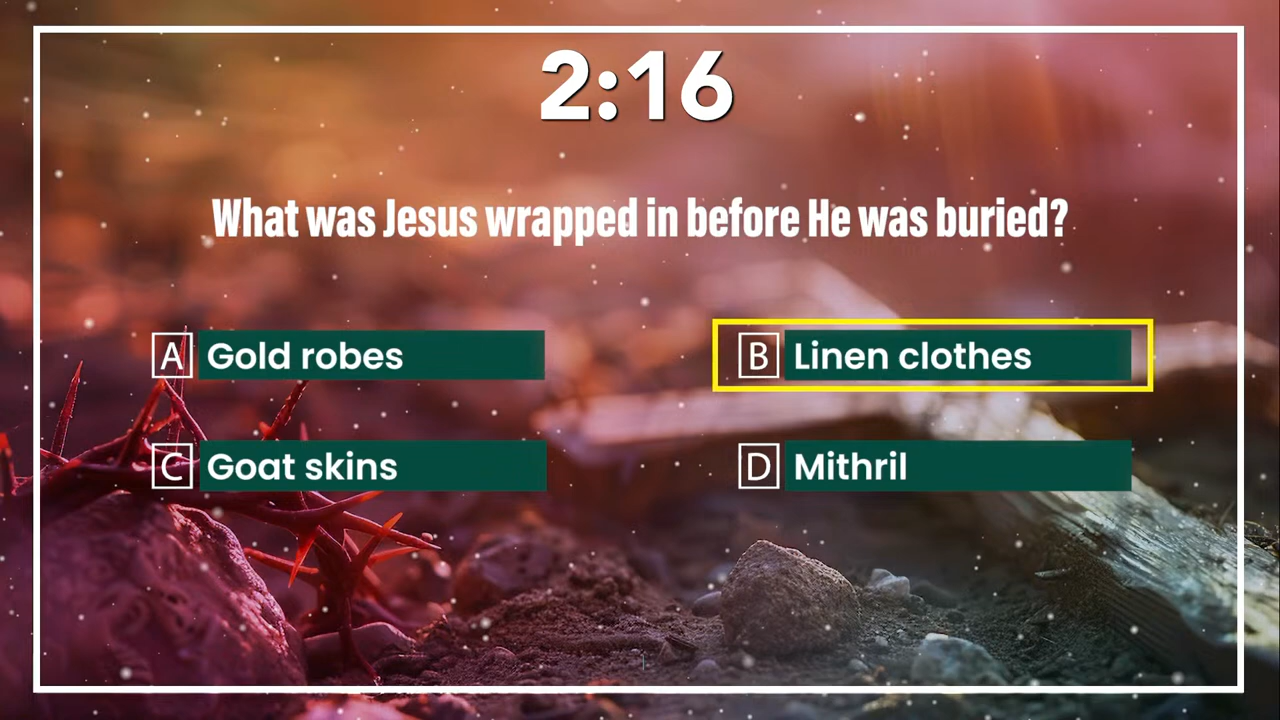 2:16
What was Jesus wrapped in before He was buried?
A Gold robes
B Linen clothes
C Goat skins
D Mithril